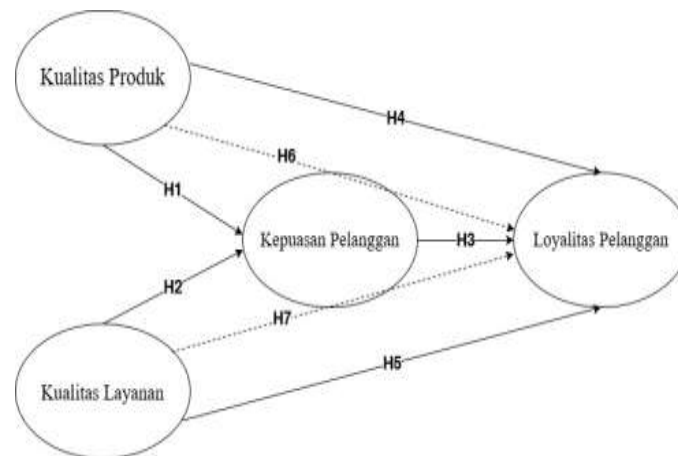 Kualitas Produk
H4
H6
H1
Kepuasan Pelanggan
H3
Loyalitas Pelanggan
H2
H7
H5
Kualitas Layanan